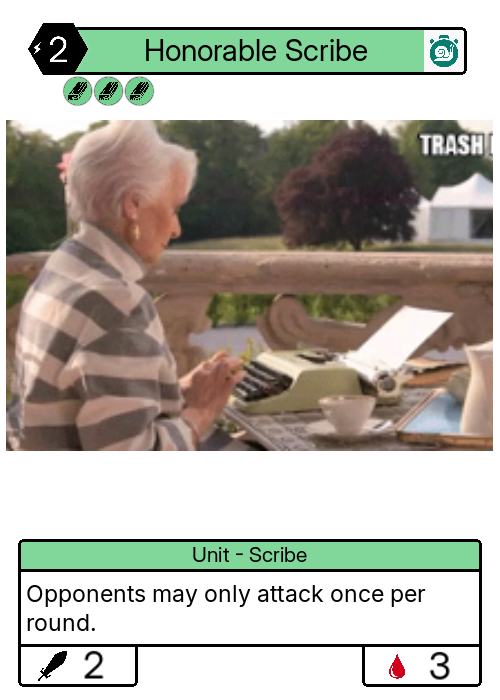 2
Honorable Scribe
TRASH
Unit - Scribe
Opponents may only attack once per
round.
2
3